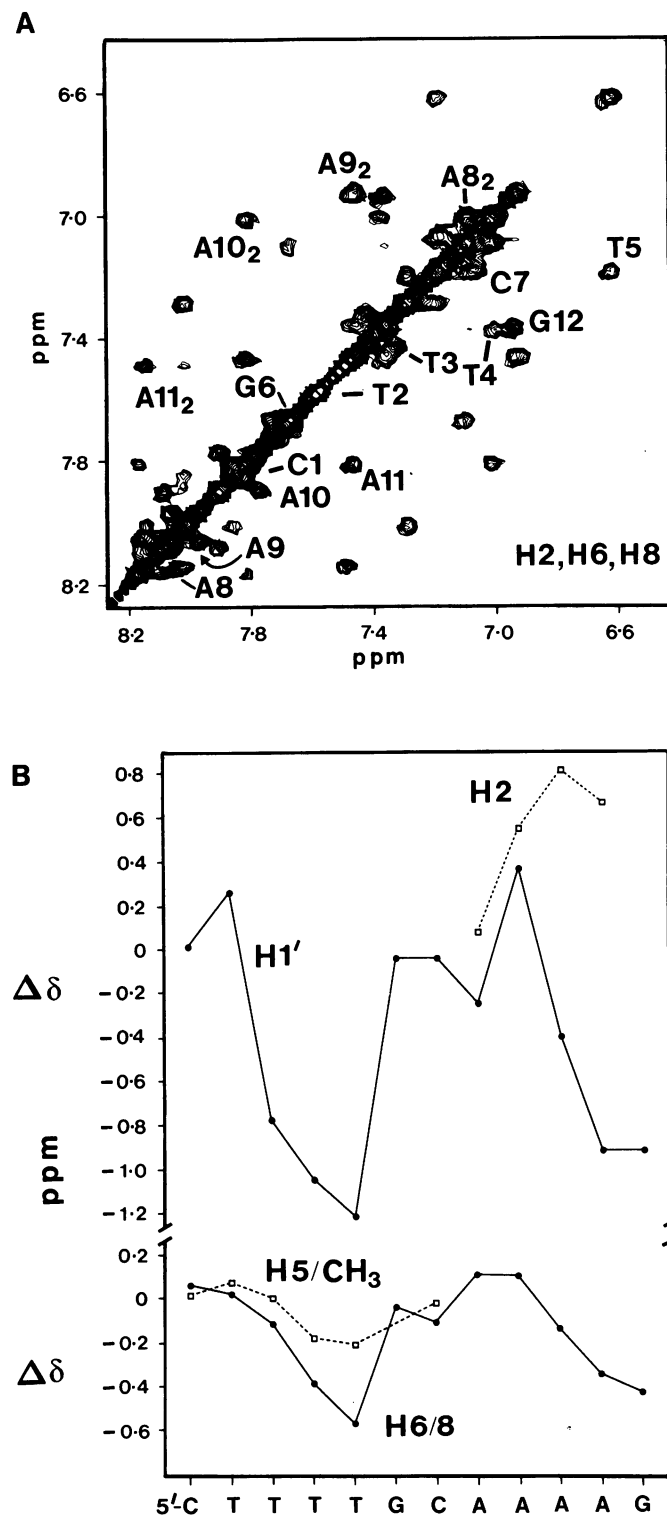 A
6·6
7·0
7·4
7·8
8·2
ppm
A9₂
A8₂
A10₂
T5
C7
G12
T3
T4
A11₂
G6
T2
C1
A11
A10
A9
A8
H2,H6,H8
8·2 7·8 7·4 7·0 6·6
ppm
B
0·8
0·6
0·4
0·2
0
−0·2
−0·4
−0·6
−0·8
−1·0
−1·2
H2
H1′
Δδ
ppm
0·2
0
−0·2
−0·4
−0·6
H5/CH₃
Δδ
H6/8
5′-C T T T T G C A A A A G